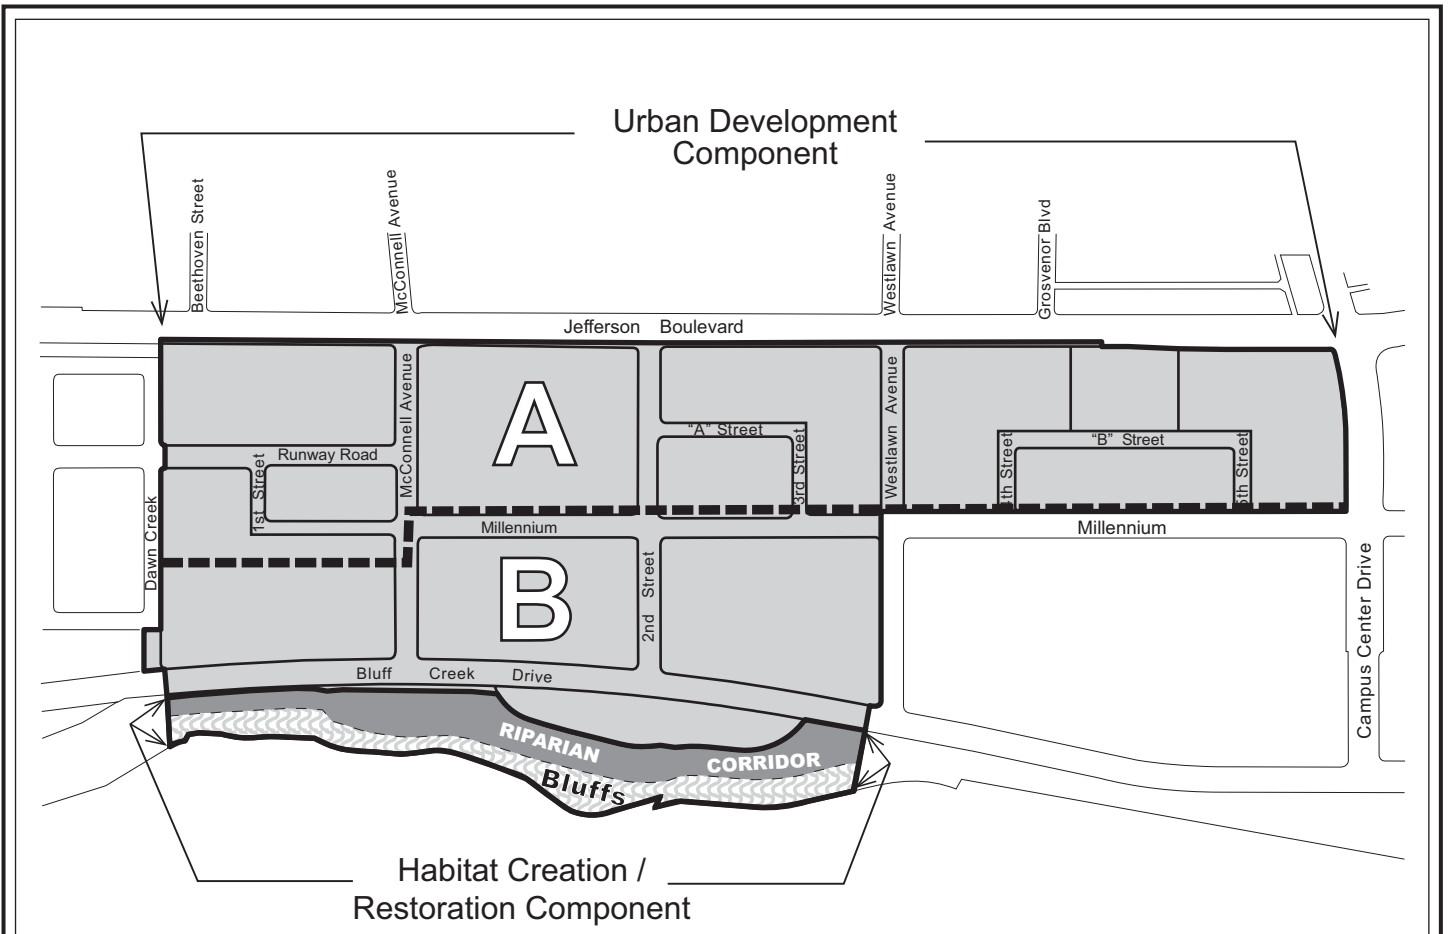 Urban Development
Component
Beethoven Street
McConnell Avenue
Westlawn Avenue
Grosvenor Blvd
Jefferson Boulevard
McConnell Avenue
A
Westlawn Avenue
"A" Street
"B" Street
Runway Road
1st Street
3rd Street
th Street
5th Street
Dawn Creek
Millennium
Millennium
B
2nd Street
Campus Center Drive
Bluff Creek Drive
RIPARIAN CORRIDOR
Bluffs
Habitat Creation /
Restoration Component